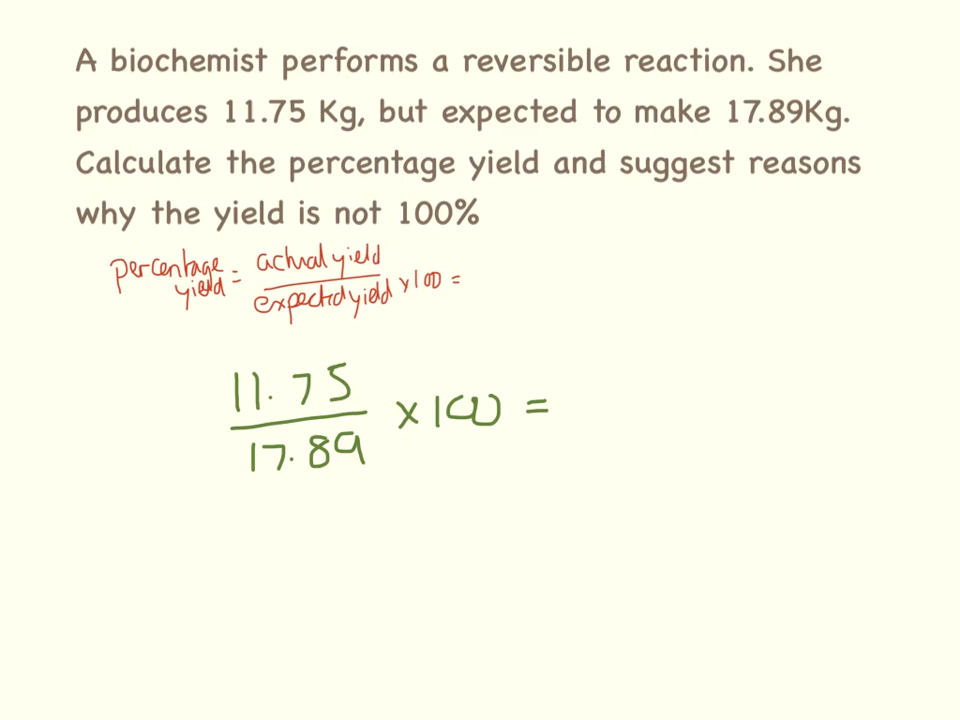 A biochemist performs a reversible reaction. She
produces 11.75 Kg, but expected to make 17.89Kg.
Calculate the percentage yield and suggest reasons
why the yield is not 100%
percentage yield = actual yield / expected yield x 100 =
11.75 / 17.89 x 100 =